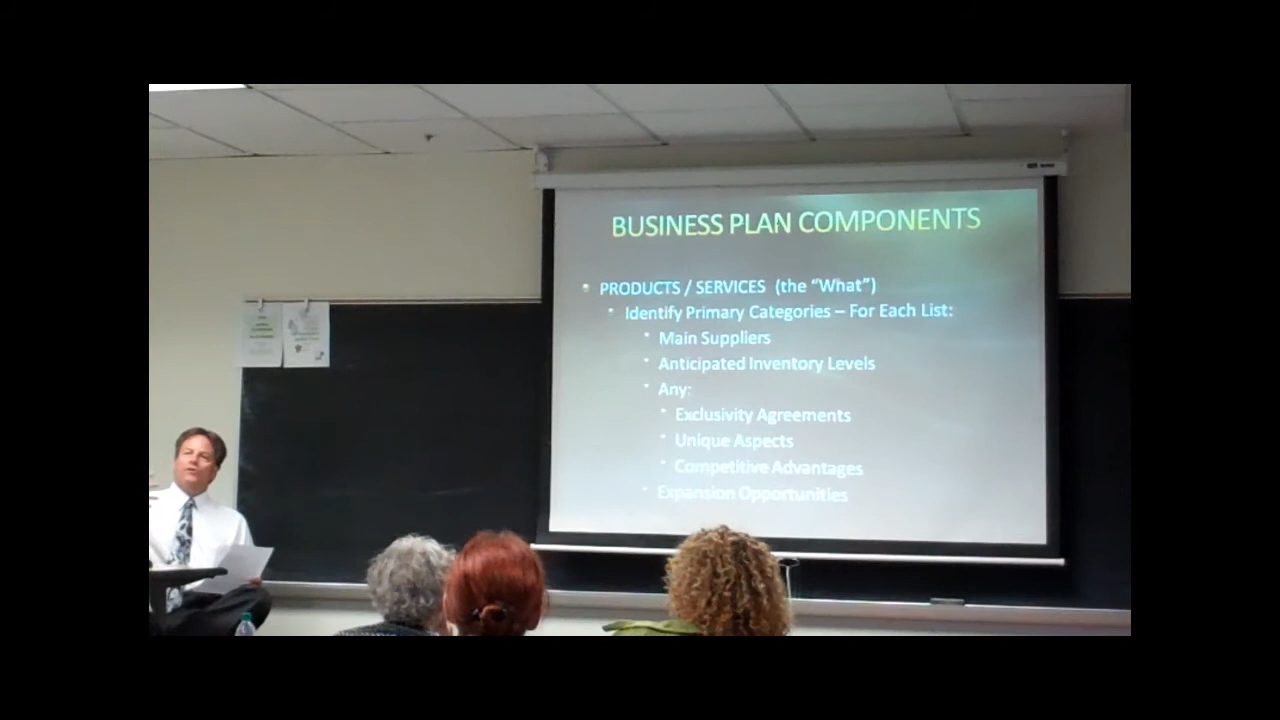 BUSINESS PLAN COMPONENTS
PRODUCTS / SERVICES (the “What”)
Identify Primary Categories – For Each List:
Main Suppliers
Anticipated Inventory Levels
Any:
Exclusivity Agreements
Unique Aspects
Competitive Advantages
Expansion Opportunities